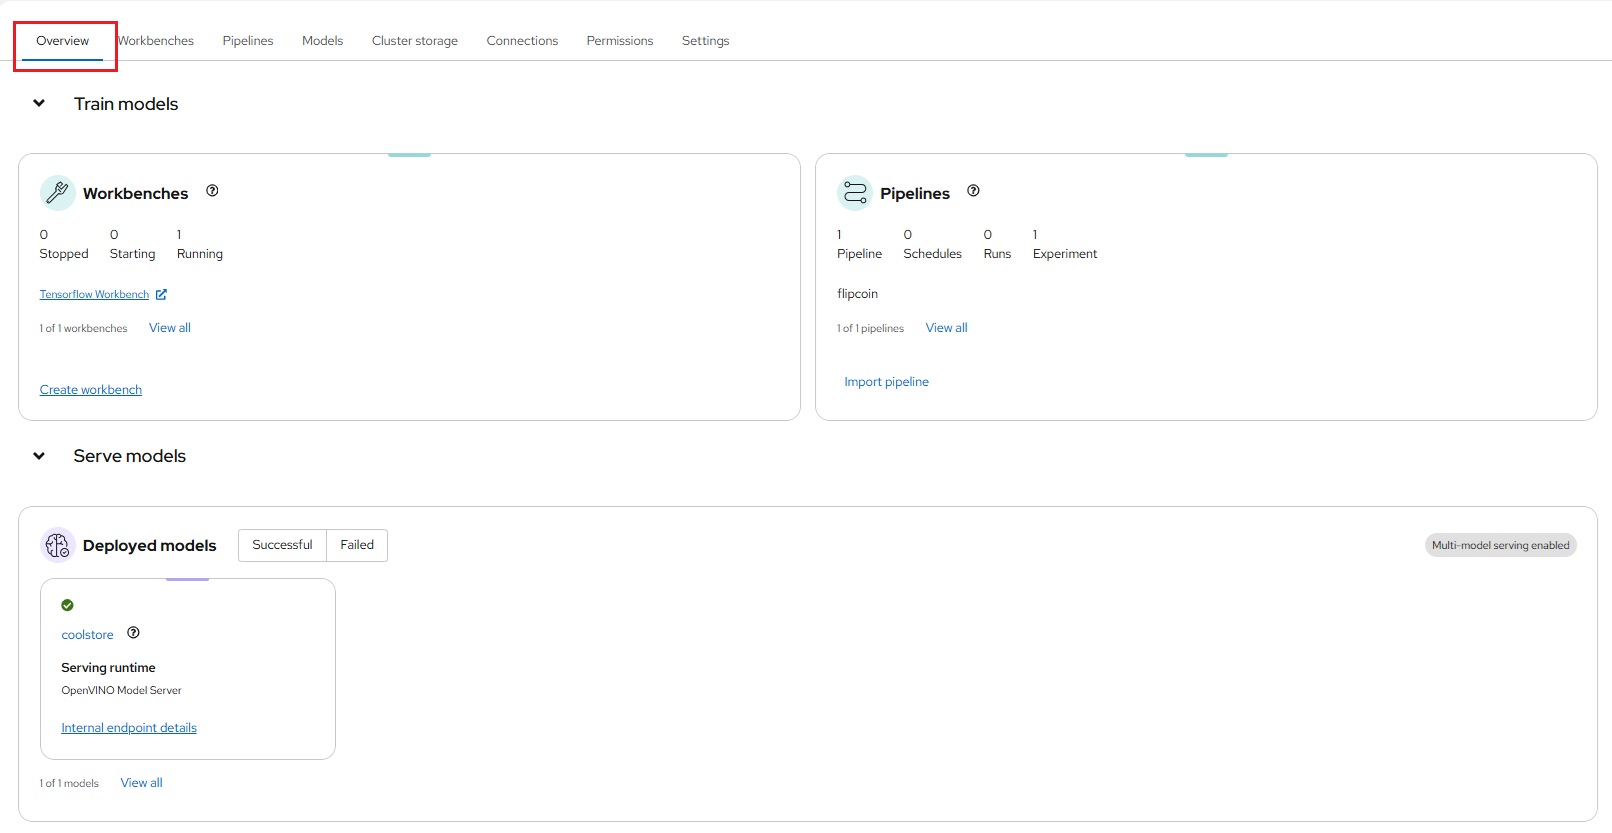 Overview Workbenches Pipelines Models Cluster storage Connections Permissions Settings
Train models
Workbenches
0 0 1
Stopped Starting Running
Tensorflow Workbench
1 of 1 workbenches View all
Create workbench
Pipelines
1 0 0 1
Pipeline Schedules Runs Experiment
flipcoin
1 of 1 pipelines View all
Import pipeline
Serve models
Deployed models Successful Failed Multi-model serving enabled
coolstore
Serving runtime
OpenVINO Model Server
Internal endpoint details
1 of 1 models View all